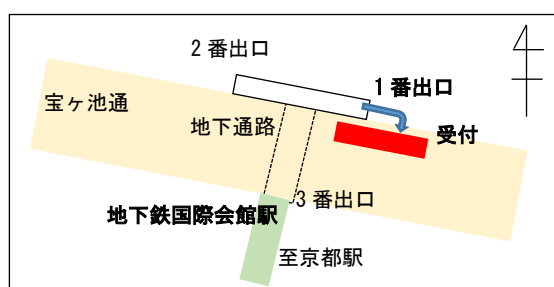 2番出口
1番出口
宝ヶ池通
地下通路
受付
3番出口
地下鉄国際会館駅
至京都駅